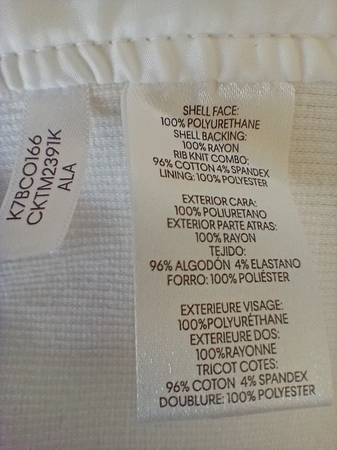 K7BCO166
CKTM2391K
ALA
SHELL FACE:
100% POLYURETHANE
SHELL BACKING:
100% RAYON
RIB KNIT COMBO:
96% COTTON 4% SPANDEX
LINING: 100% POLYESTER
EXTERIOR CARA:
100% POLIURETANO
EXTERIOR PARTE ATRAS:
100% RAYON
TEJIDO:
96% ALGODÓN 4% ELASTANO
FORRO: 100% POLIÉSTER
EXTERIEURE VISAGE:
100%POLYURÉTHANE
EXTERIEURE DOS:
100%RAYONNE
TRICOT COTES:
96% COTON 4% SPANDEX
DOUBLURE: 100% POLYESTER